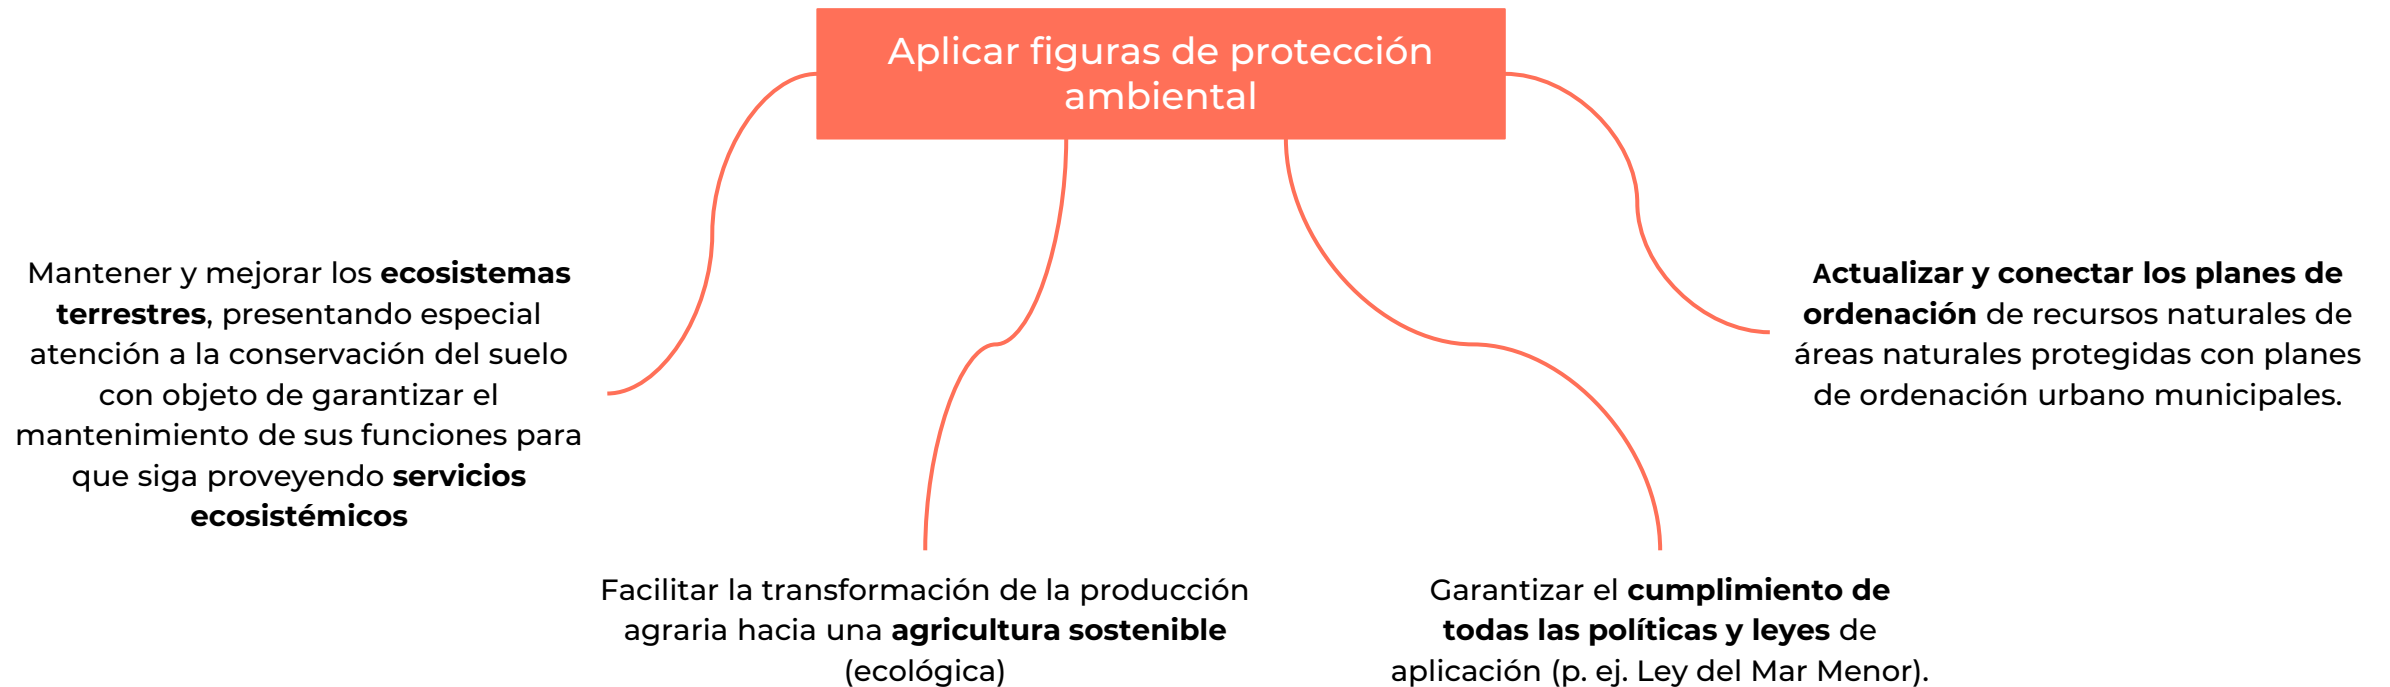 Aplicar figuras de protección
ambiental
Mantener y mejorar los ecosistemas
terrestres, presentando especial
atención a la conservación del suelo
con objeto de garantizar el
mantenimiento de sus funciones para
que siga proveyendo servicios
ecosistémicos
Facilitar la transformación de la producción
agraria hacia una agricultura sostenible
(ecológica)
Garantizar el cumplimiento de
todas las políticas y leyes de
aplicación (p. ej. Ley del Mar Menor).
Actualizar y conectar los planes de
ordenación de recursos naturales de
áreas naturales protegidas con planes
de ordenación urbano municipales.